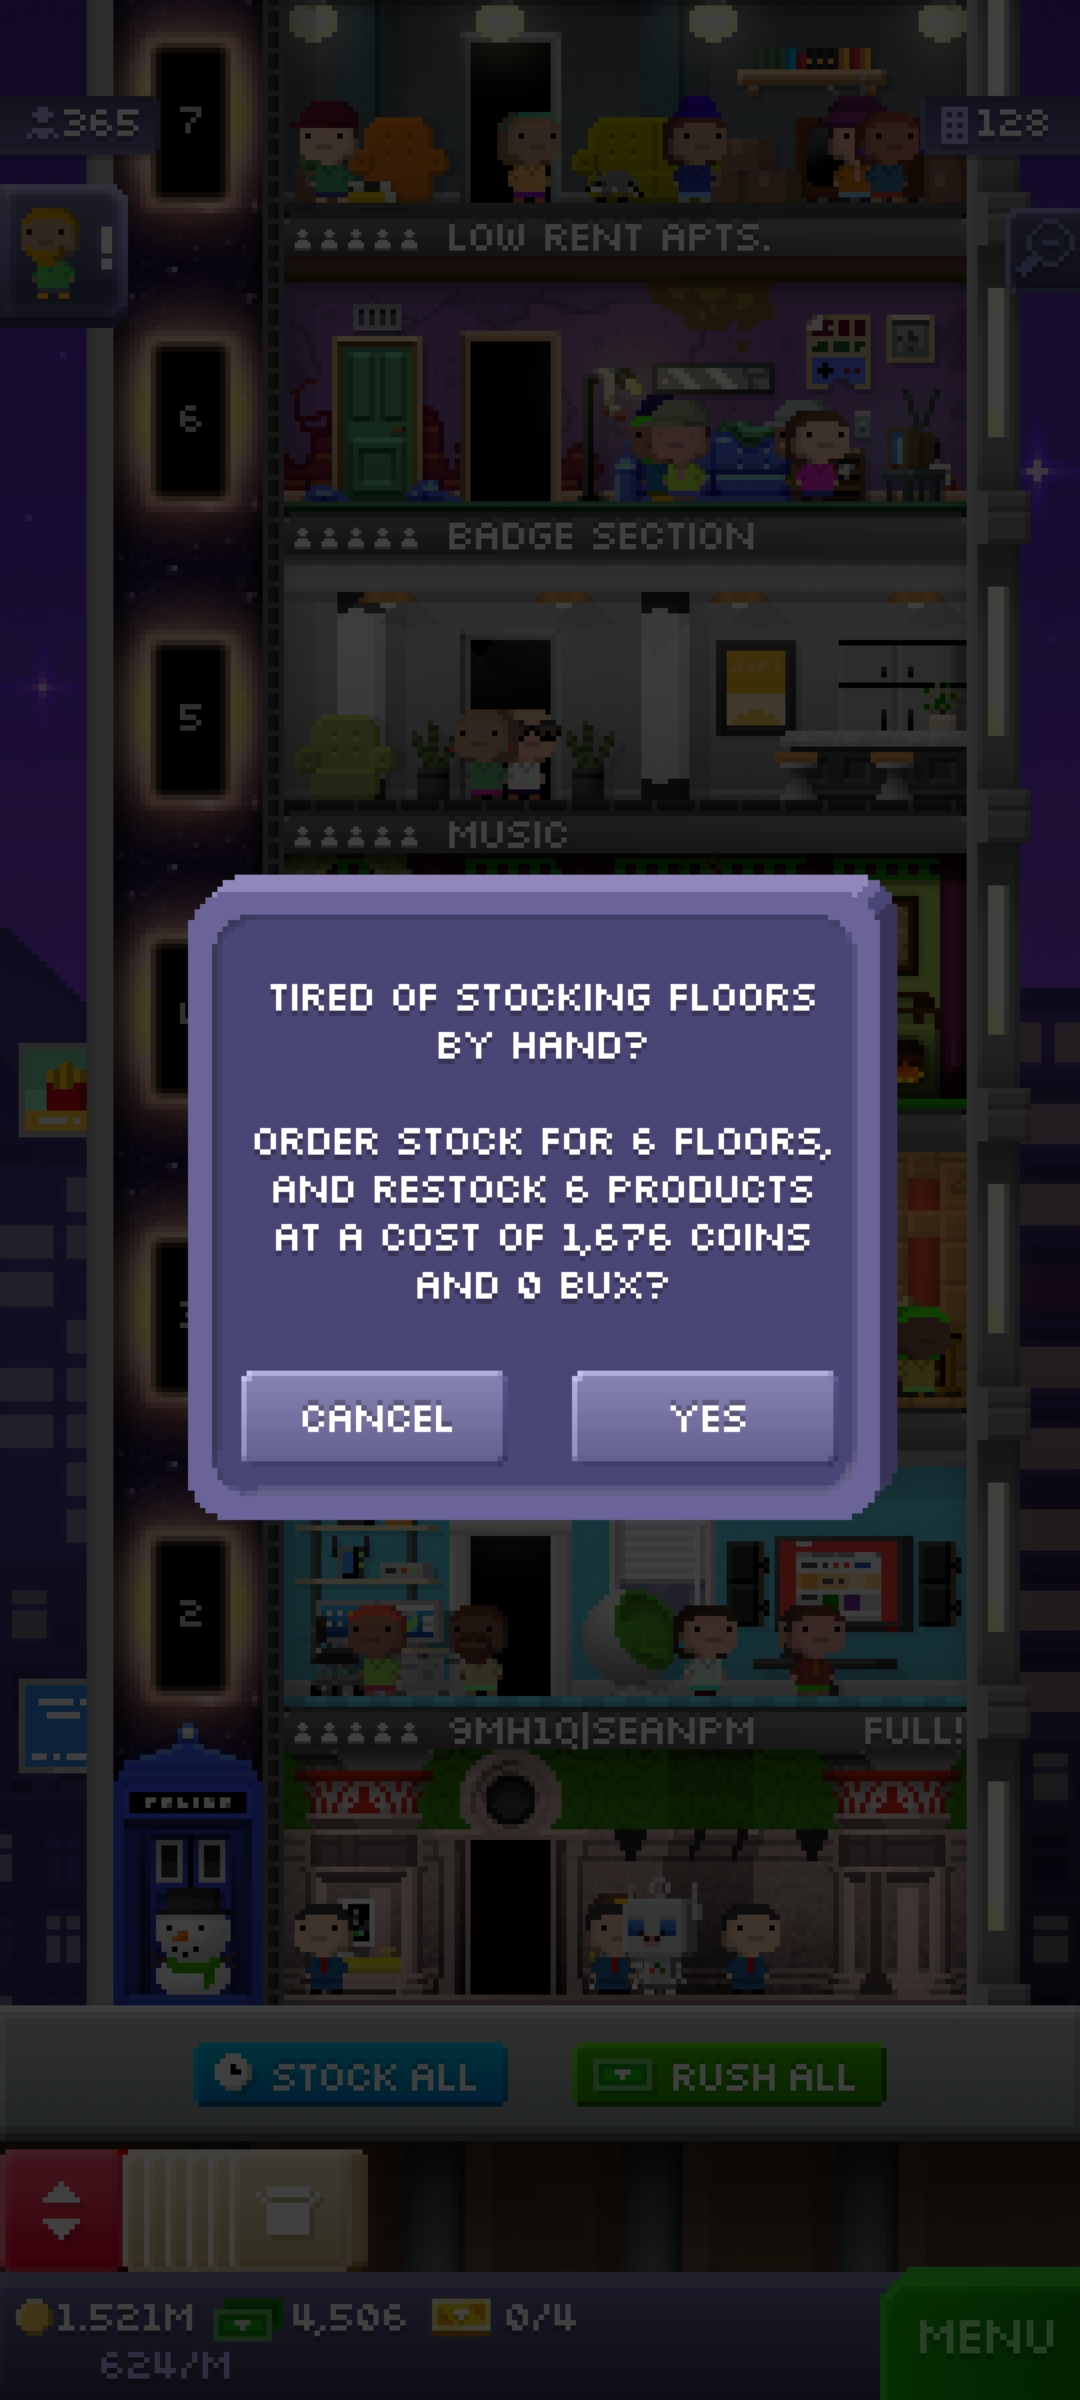 7
365
128
LOW RENT APTS.
!
6
BADGE SECTION
5
MUSIC
TIRED OF STOCKING FLOORS
BY HAND?
ORDER STOCK FOR 6 FLOORS,
AND RESTOCK 6 PRODUCTS
AT A COST OF 1,676 COINS
AND 0 BUX?
CANCEL
YES
2
9MH1Q|SEANPM
FULL!
STOCK ALL
RUSH ALL
1.521M
4,506
0/4
624/M
MENU